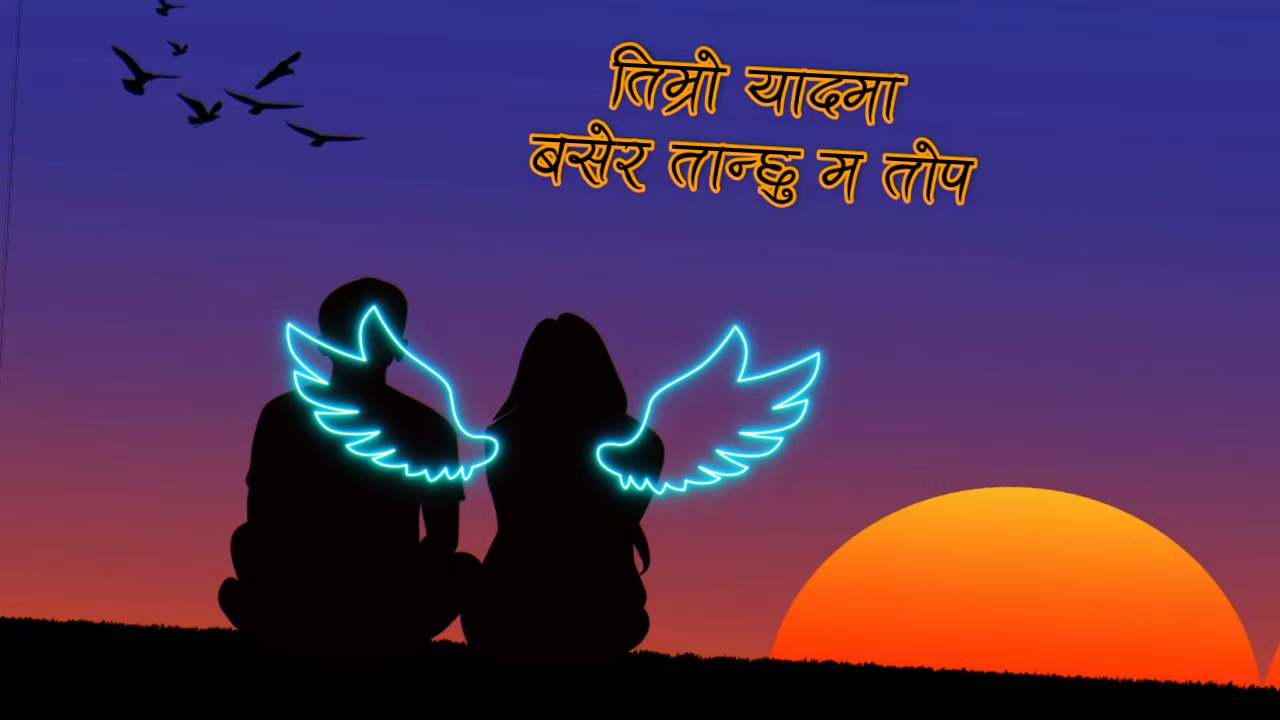 तिम्रो यादमा
बसेर तान्छु म तोप